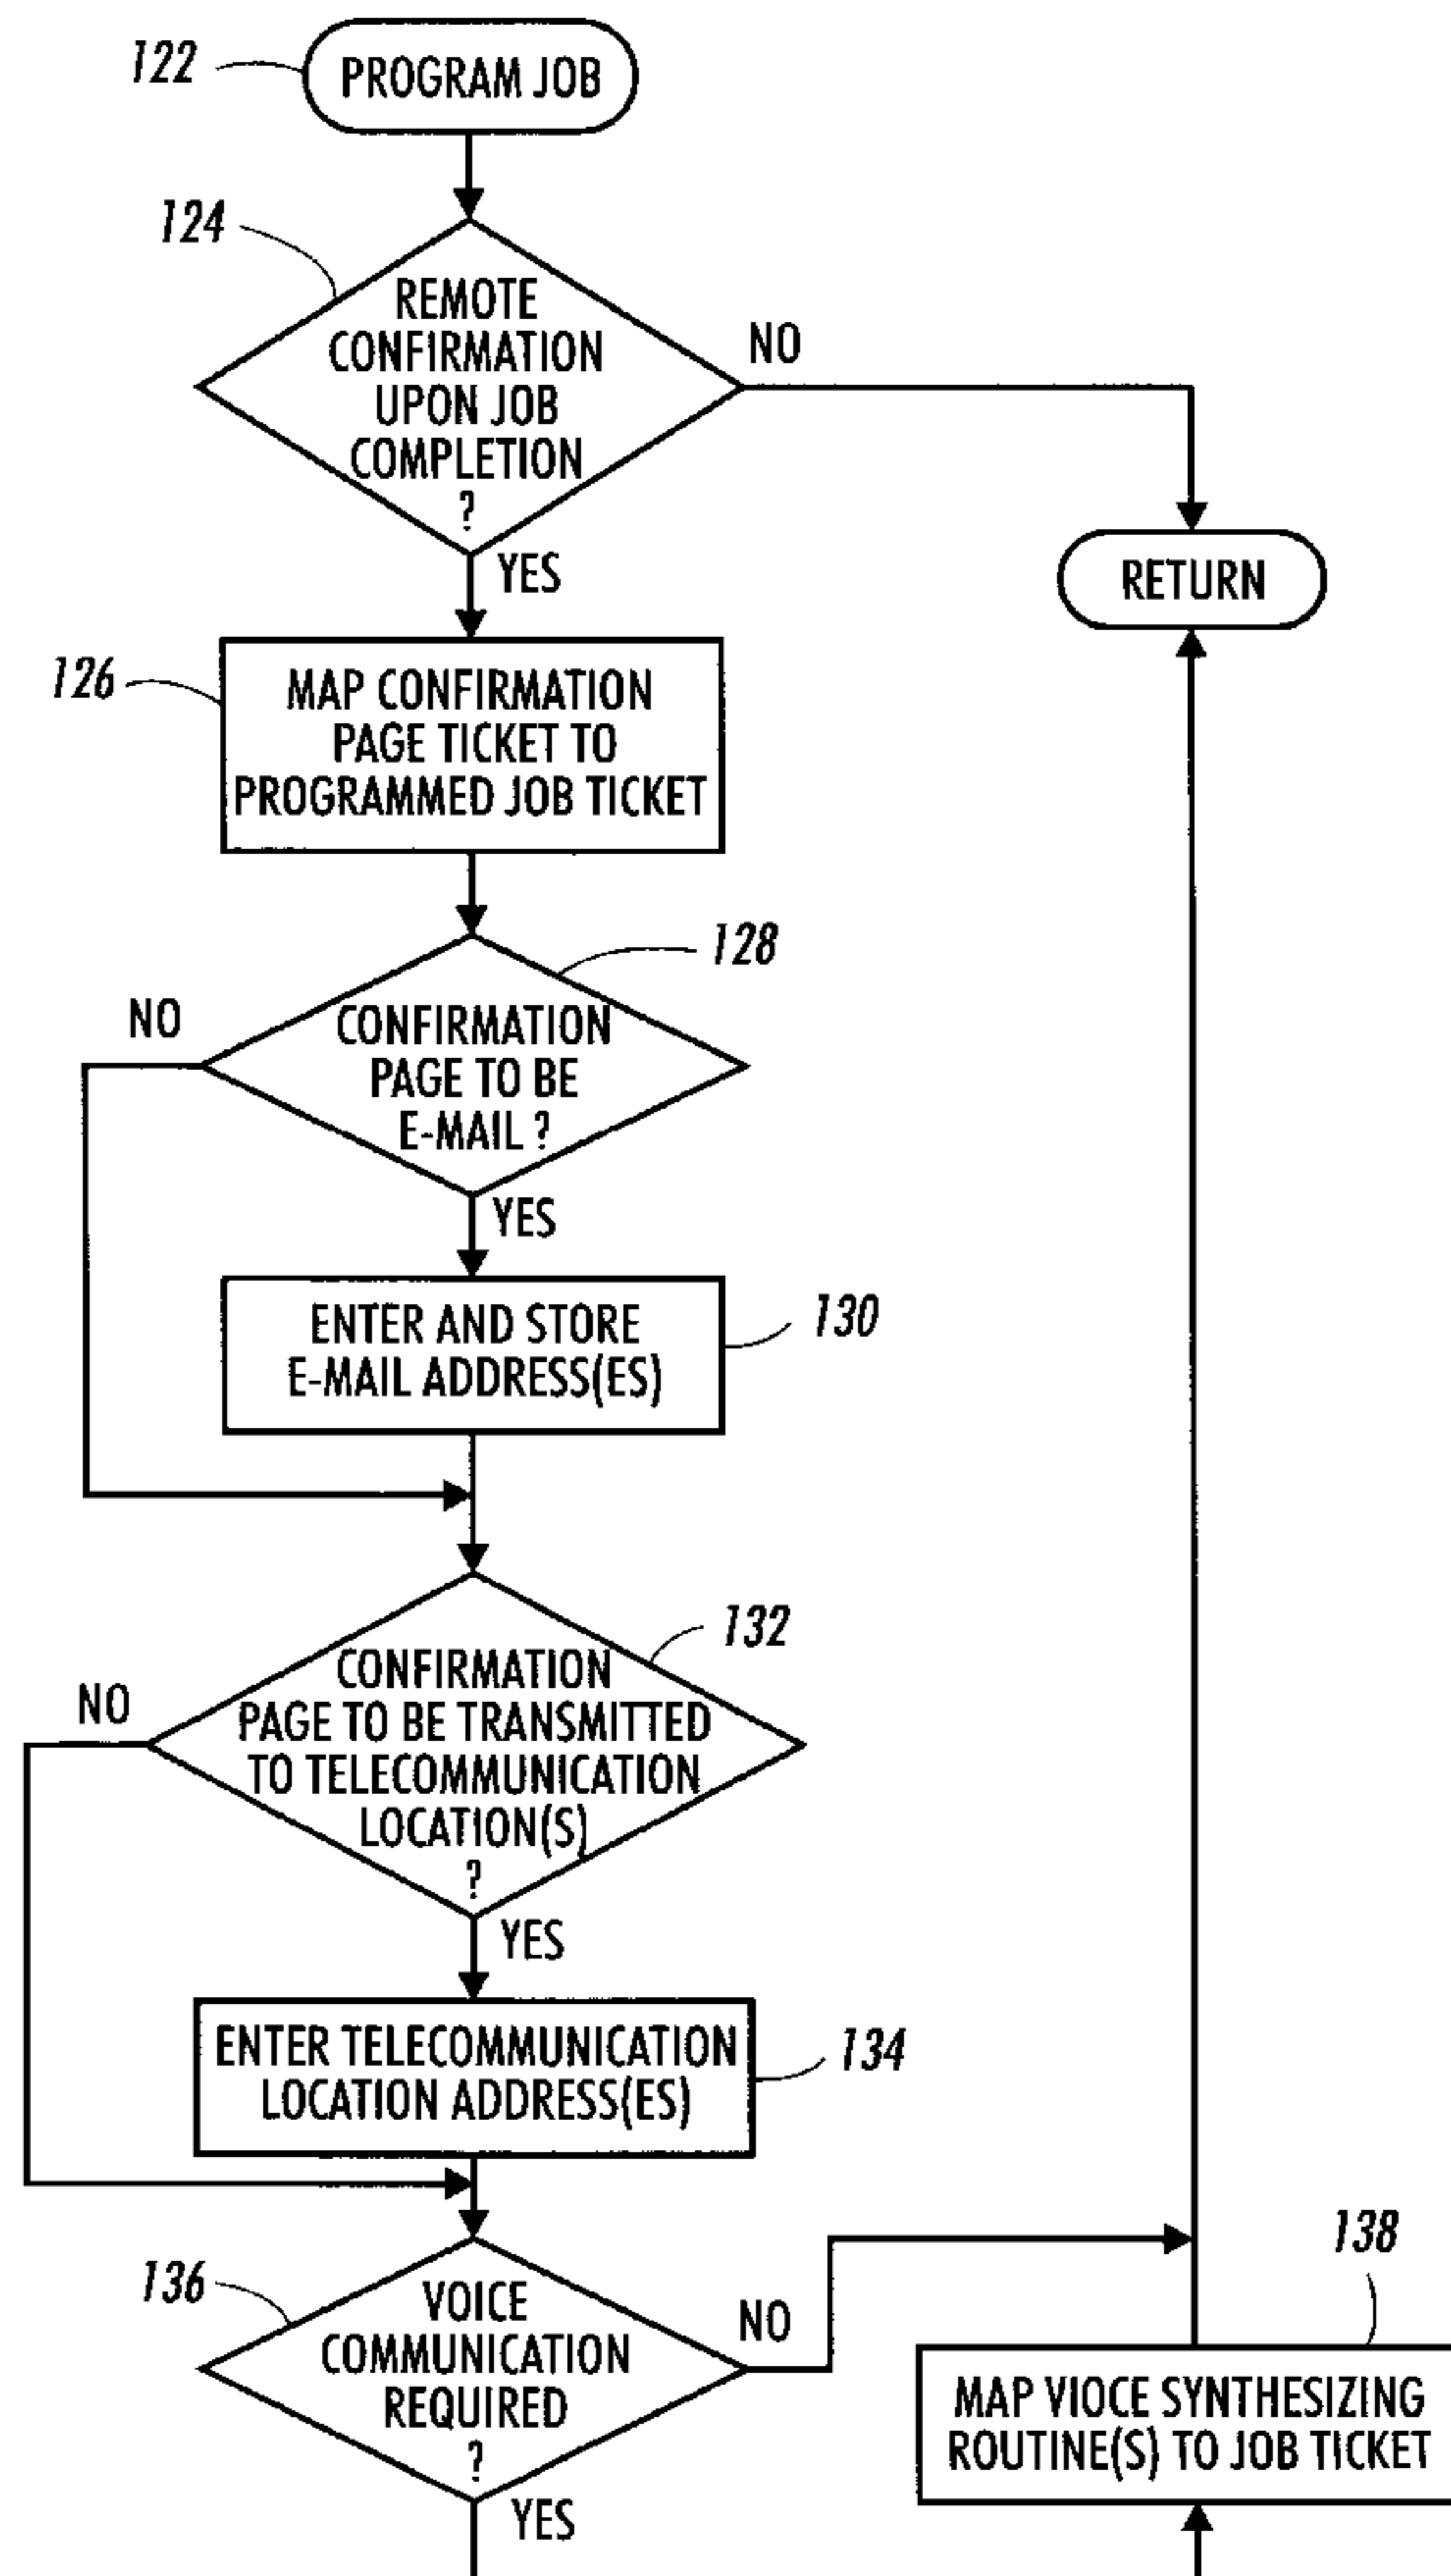 122
PROGRAM JOB
124
REMOTE
CONFIRMATION
UPON JOB
COMPLETION
?
NO
YES
RETURN
126
MAP CONFIRMATION
PAGE TICKET TO
PROGRAMMED JOB TICKET
128
NO
CONFIRMATION
PAGE TO BE
E-MAIL ?
YES
130
ENTER AND STORE
E-MAIL ADDRESS(ES)
132
NO
CONFIRMATION
PAGE TO BE TRANSMITTED
TO TELECOMMUNICATION
LOCATION(S)
?
YES
134
ENTER TELECOMMUNICATION
LOCATION ADDRESS(ES)
136
VOICE
COMMUNICATION
REQUIRED
?
NO
YES
138
MAP VIOCE SYNTHESIZING
ROUTINE(S) TO JOB TICKET